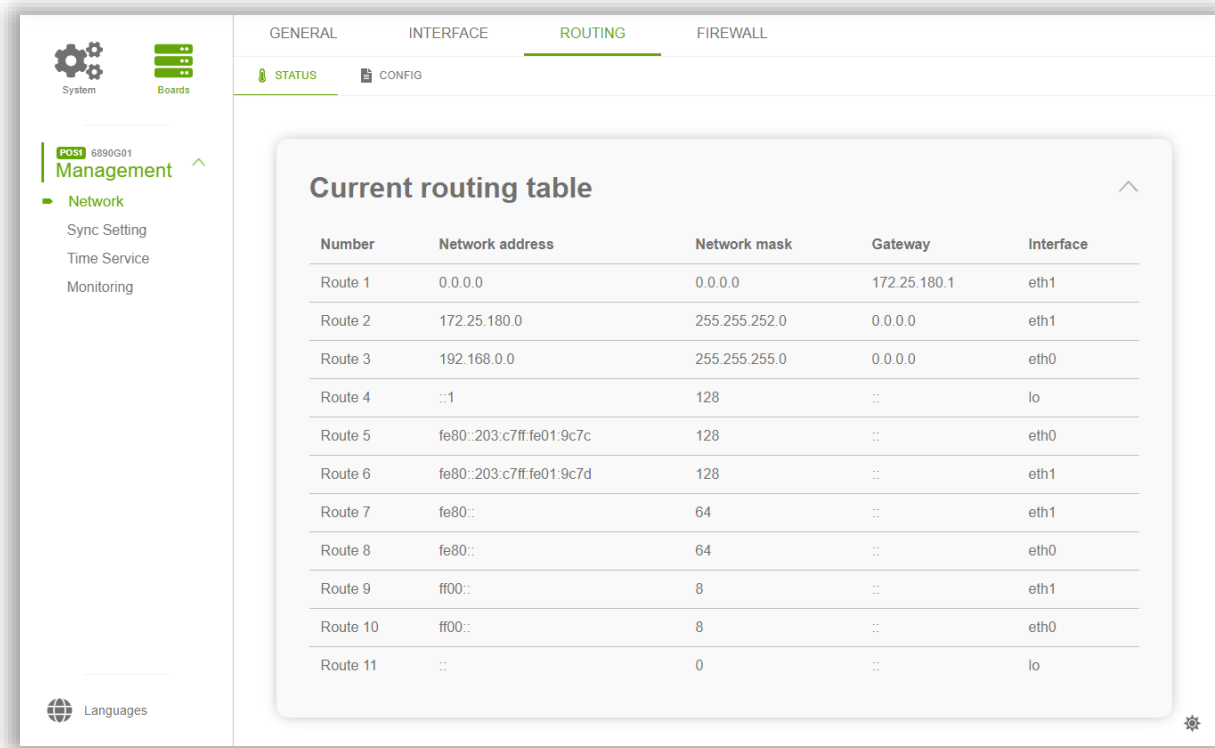 GENERAL INTERFACE ROUTING FIREWALL
System Boards
STATUS CONFIG
POS1 6890G01
Management
Network
Sync Setting
Time Service
Monitoring
Languages
Current routing table
Number Network address Network mask Gateway Interface
Route 1 0.0.0.0 0.0.0.0 172.25.180.1 eth1
Route 2 172.25.180.0 255.255.252.0 0.0.0.0 eth1
Route 3 192.168.0.0 255.255.255.0 0.0.0.0 eth0
Route 4 ::1 128 :: lo
Route 5 fe80::203:c7ff:fe01:9c7c 128 :: eth0
Route 6 fe80::203:c7ff:fe01:9c7d 128 :: eth1
Route 7 fe80:: 64 :: eth1
Route 8 fe80:: 64 :: eth0
Route 9 ff00:: 8 :: eth1
Route 10 ff00:: 8 :: eth0
Route 11 :: 0 :: lo